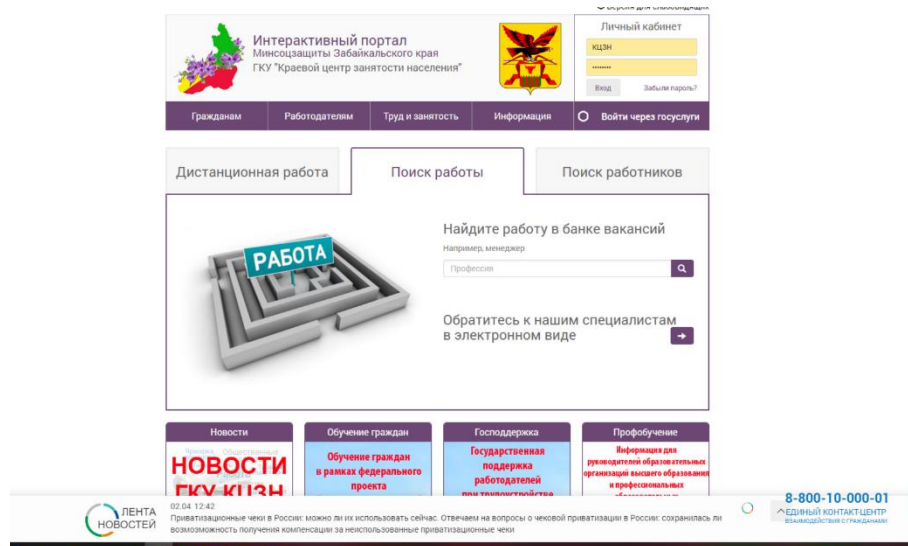 Версия для слабовидящих
Интерактивный портал
Минсоцзащиты Забайкальского края
ГКУ "Краевой центр занятости населения"
Личный кабинет
КЦЗН
••••••••
Вход
Забыли пароль?
Гражданам
Работодателям
Труд и занятость
Информация
Войти через госуслуги
Дистанционная работа
Поиск работы
Поиск работников
РАБОТА
Найдите работу в банке вакансий
Например, менеджер
Профессия
Обратитесь к нашим специалистам
в электронном виде
Новости
Обучение граждан
Господдержка
Профобучение
НОВОСТИ
ГКУ КЦЗН
Обучение граждан
в рамках федерального
проекта
Государственная
поддержка
работодателей
при трудоустройстве
Информация для
руководителей образовательных
организаций высшего образования
и профессиональных
ЛЕНТА
НОВОСТЕЙ
02.04 12:42
Приватизационные чеки в России: можно ли их использовать сейчас. Отвечаем на вопросы о чековой приватизации в России: сохранилась ли
возмозможность получения компенсации за неиспользованные приватизационные чеки
8-800-10-000-01
ЕДИНЫЙ КОНТАКТ-ЦЕНТР
ВЗАИМОДЕЙСТВИЯ С ГРАЖДАНАМИ